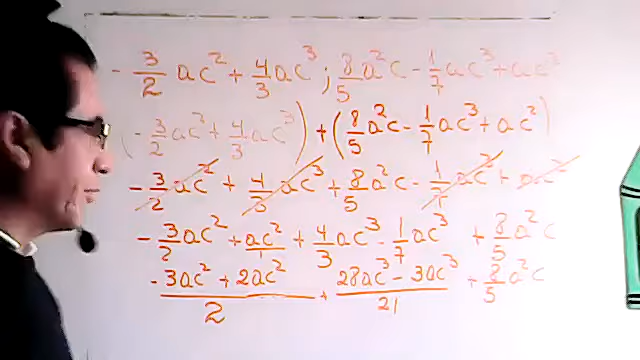 - 3/2 ac² + 4/3 ac³ ; 8/5 a²c - 1/7 ac³ + ac²
(- 3/2 ac² + 4/3 ac³) + (8/5 a²c - 1/7 ac³ + ac²)
- 3/2 ac² + 4/3 ac³ + 8/5 a²c - 1/7 ac³ + ac²
- 3/2 ac² + ac²/1 + 4/3 ac³ - 1/7 ac³ + 8/5 a²c
(-3ac² + 2ac²)/2 + (28ac³ - 3ac³)/21 + 8/5 a²c